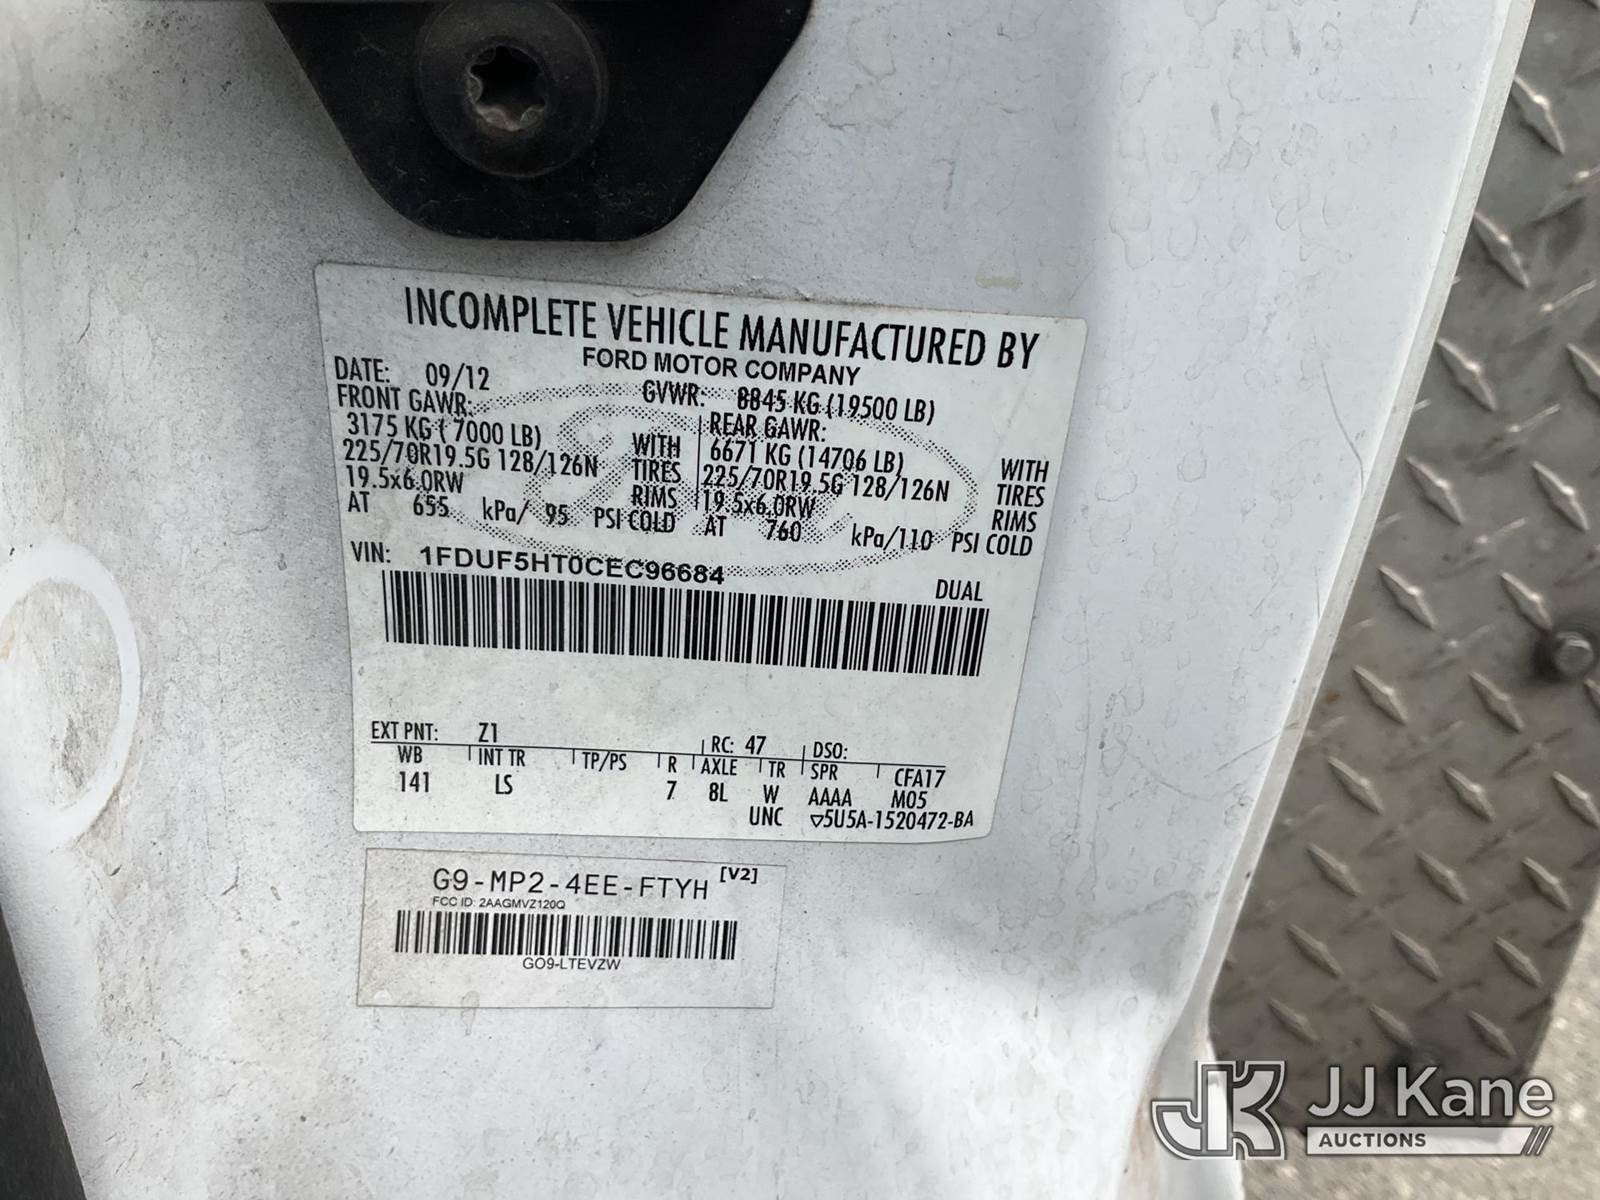 INCOMPLETE VEHICLE MANUFACTURED BY
FORD MOTOR COMPANY
DATE: 09/12 GVWR: 8845 KG (19500 LB)
FRONT GAWR: REAR GAWR:
3175 KG ( 7000 LB) WITH 6671 KG (14706 LB) WITH
225/70R19.5G 128/126N TIRES 225/70R19.5G 128/126N TIRES
19.5x6.0RW RIMS 19.5x6.0RW RIMS
AT 655 kPa/ 95 PSI COLD AT 760 kPa/110 PSI COLD
VIN: 1FDUF5HT0CEC96684 DUAL
EXT PNT: Z1 RC: 47 DSO:
WB INT TR TP/PS R AXLE TR SPR CFA17
141 LS 7 8L W AAAA M05
UNC ▽5U5A-1520472-BA
G9-MP2-4EE-FTYH [V2]
FCC ID: 2AAGMVZ120Q
GO9-LTEVZW
JK JJ Kane
AUCTIONS